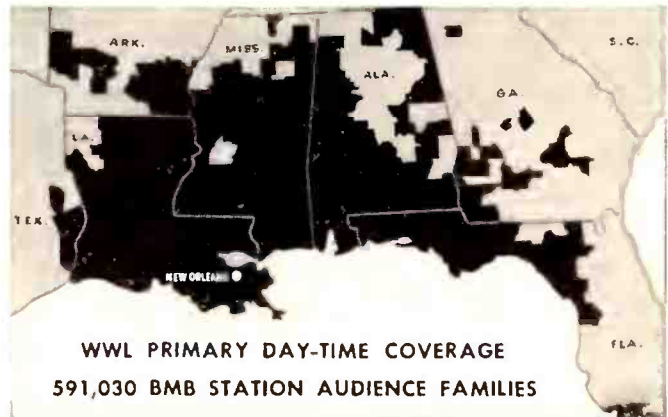 ARK.
MISS.
S.C.
ALA.
GA.
LA.
TEX.
NEW ORLEANS
FLA.
WWL PRIMARY DAY-TIME COVERAGE
591,030 BMB STATION AUDIENCE FAMILIES